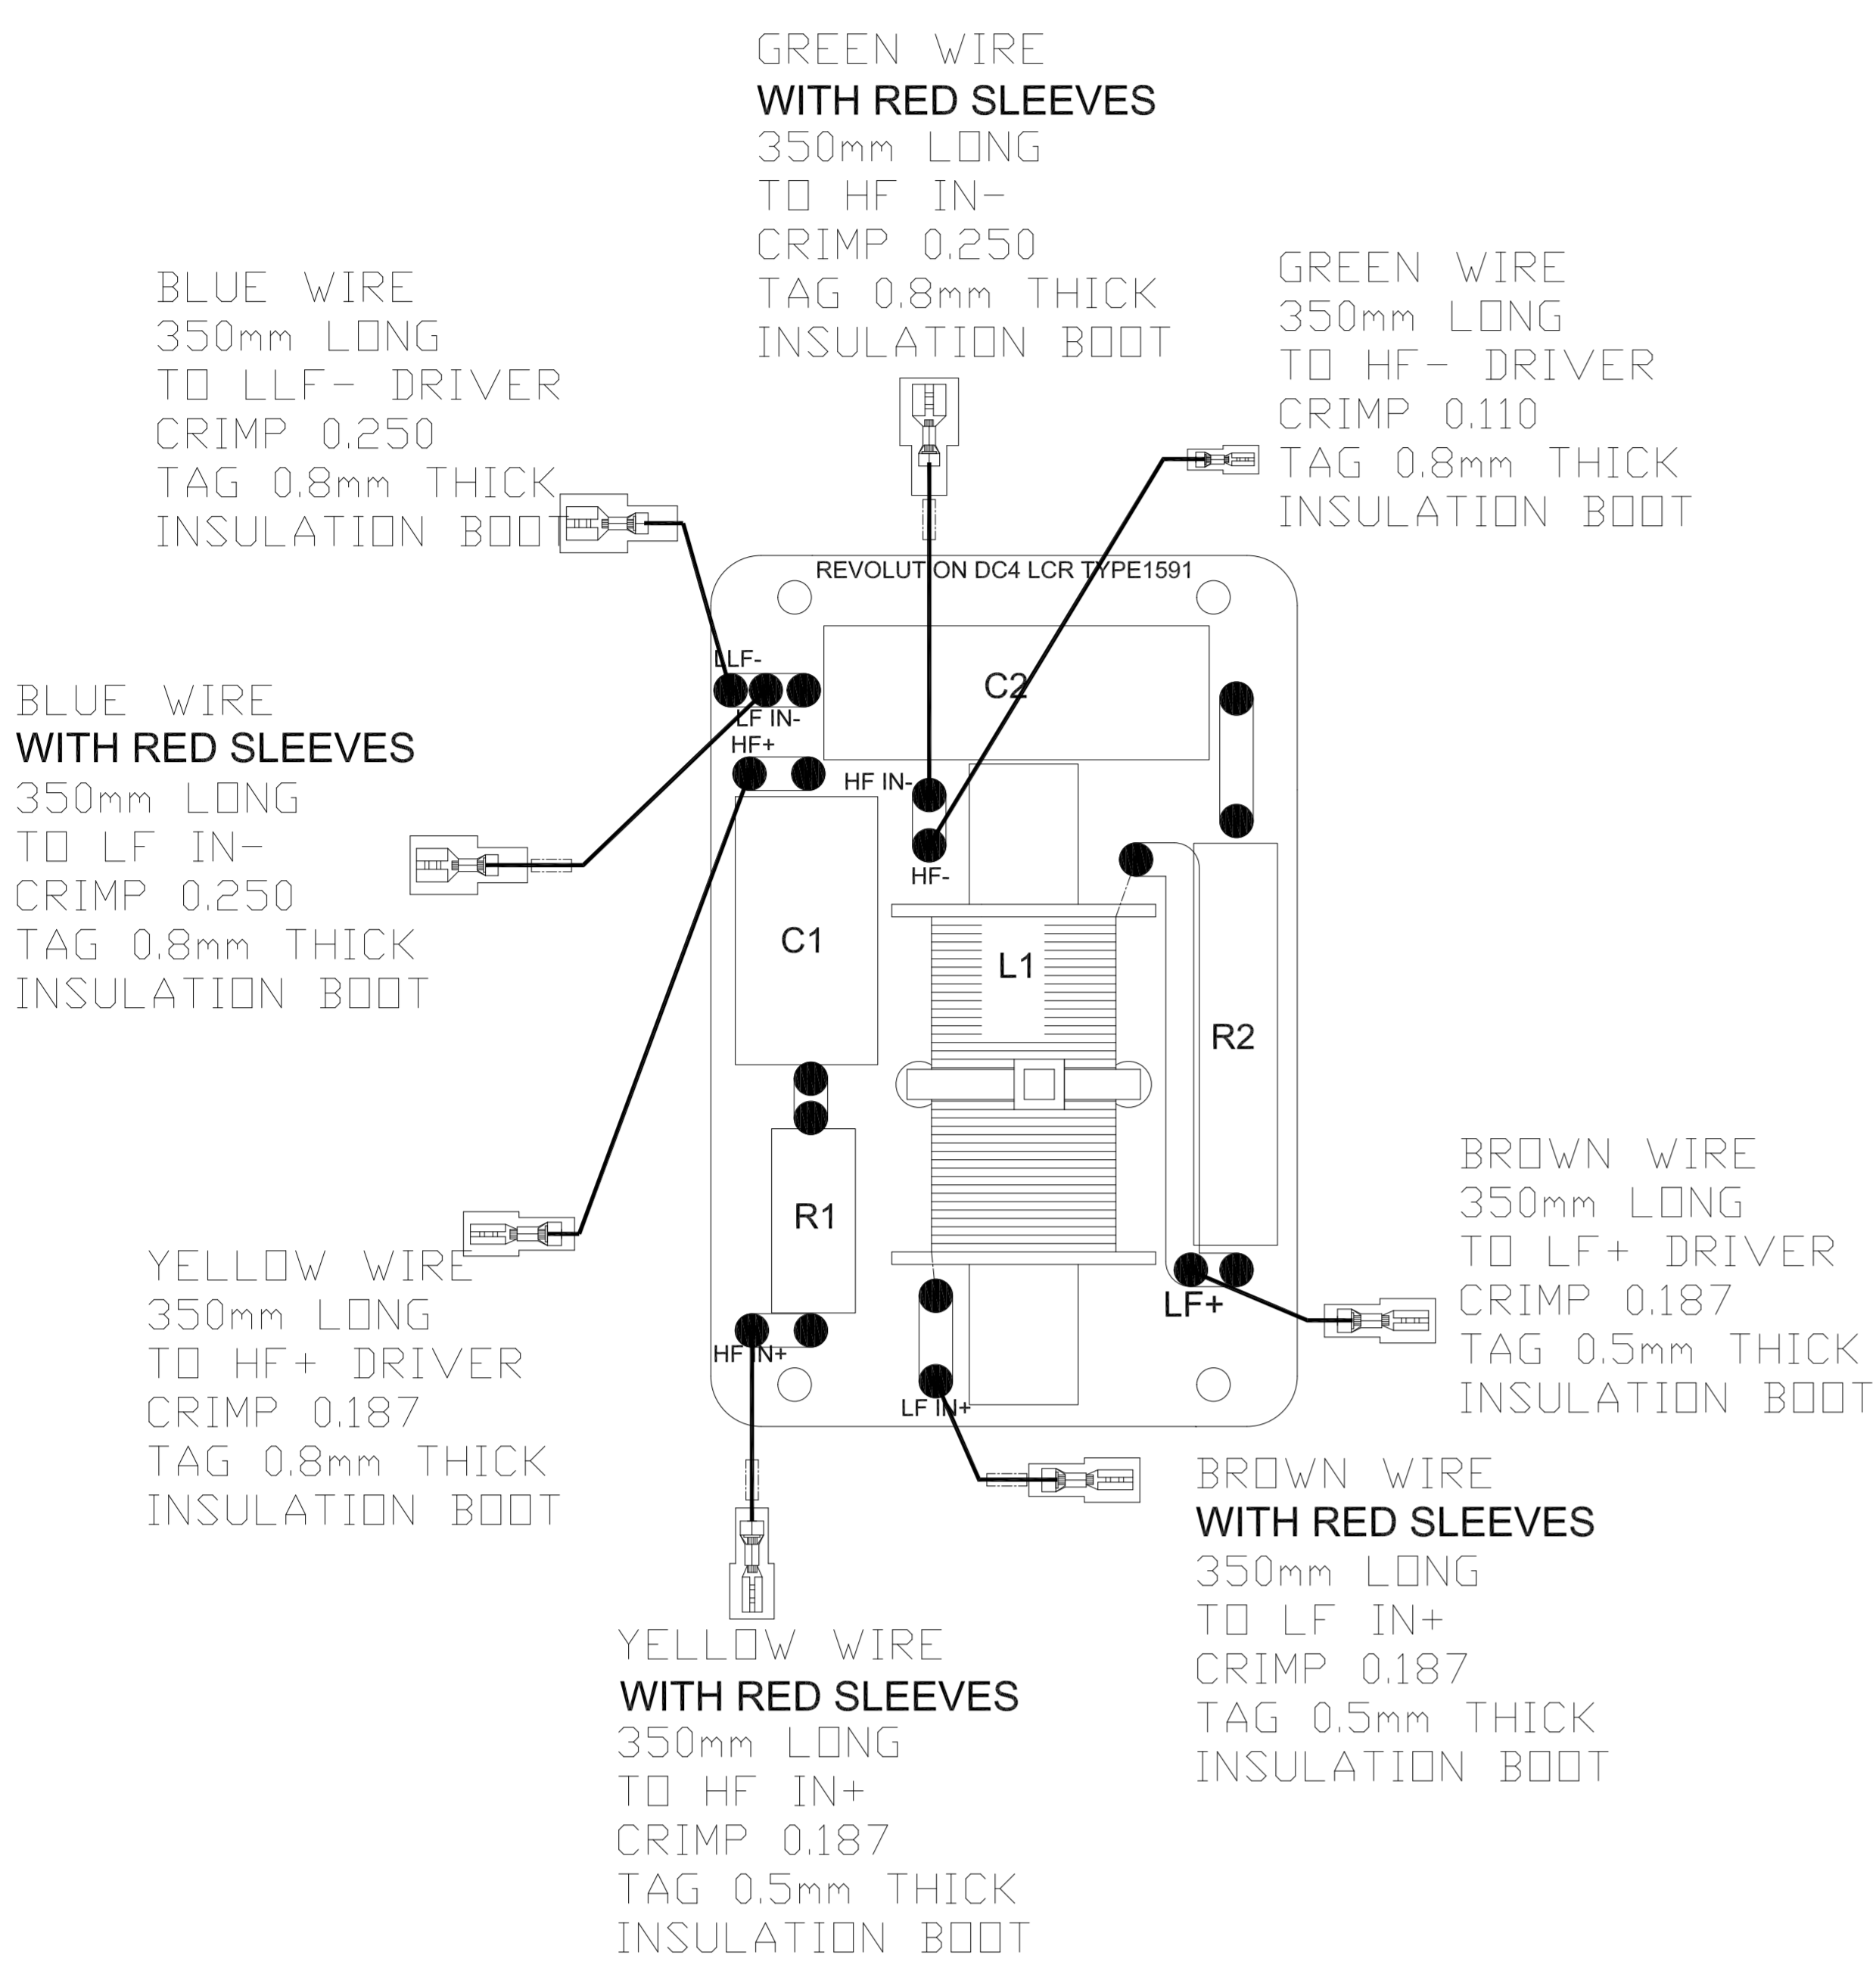 GREEN WIRE
WITH RED SLEEVES
350mm LONG
TO HF IN-
CRIMP 0.250
TAG 0.8mm THICK
INSULATION BOOT
GREEN WIRE
350mm LONG
TO HF- DRIVER
CRIMP 0.110
TAG 0.8mm THICK
INSULATION BOOT
BLUE WIRE
350mm LONG
TO LLF- DRIVER
CRIMP 0.250
TAG 0.8mm THICK
INSULATION BOOT
REVOLUTION DC4 LCR TYPE1591
LLF-
LF IN-
HF+
C2
HF IN-
HF-
C1
L1
R2
R1
LF+
HF IN+
LF IN+
BLUE WIRE
WITH RED SLEEVES
350mm LONG
TO LF IN-
CRIMP 0.250
TAG 0.8mm THICK
INSULATION BOOT
YELLOW WIRE
350mm LONG
TO HF+ DRIVER
CRIMP 0.187
TAG 0.8mm THICK
INSULATION BOOT
BROWN WIRE
350mm LONG
TO LF+ DRIVER
CRIMP 0.187
TAG 0.5mm THICK
INSULATION BOOT
BROWN WIRE
WITH RED SLEEVES
350mm LONG
TO LF IN+
CRIMP 0.187
TAG 0.5mm THICK
INSULATION BOOT
YELLOW WIRE
WITH RED SLEEVES
350mm LONG
TO HF IN+
CRIMP 0.187
TAG 0.5mm THICK
INSULATION BOOT